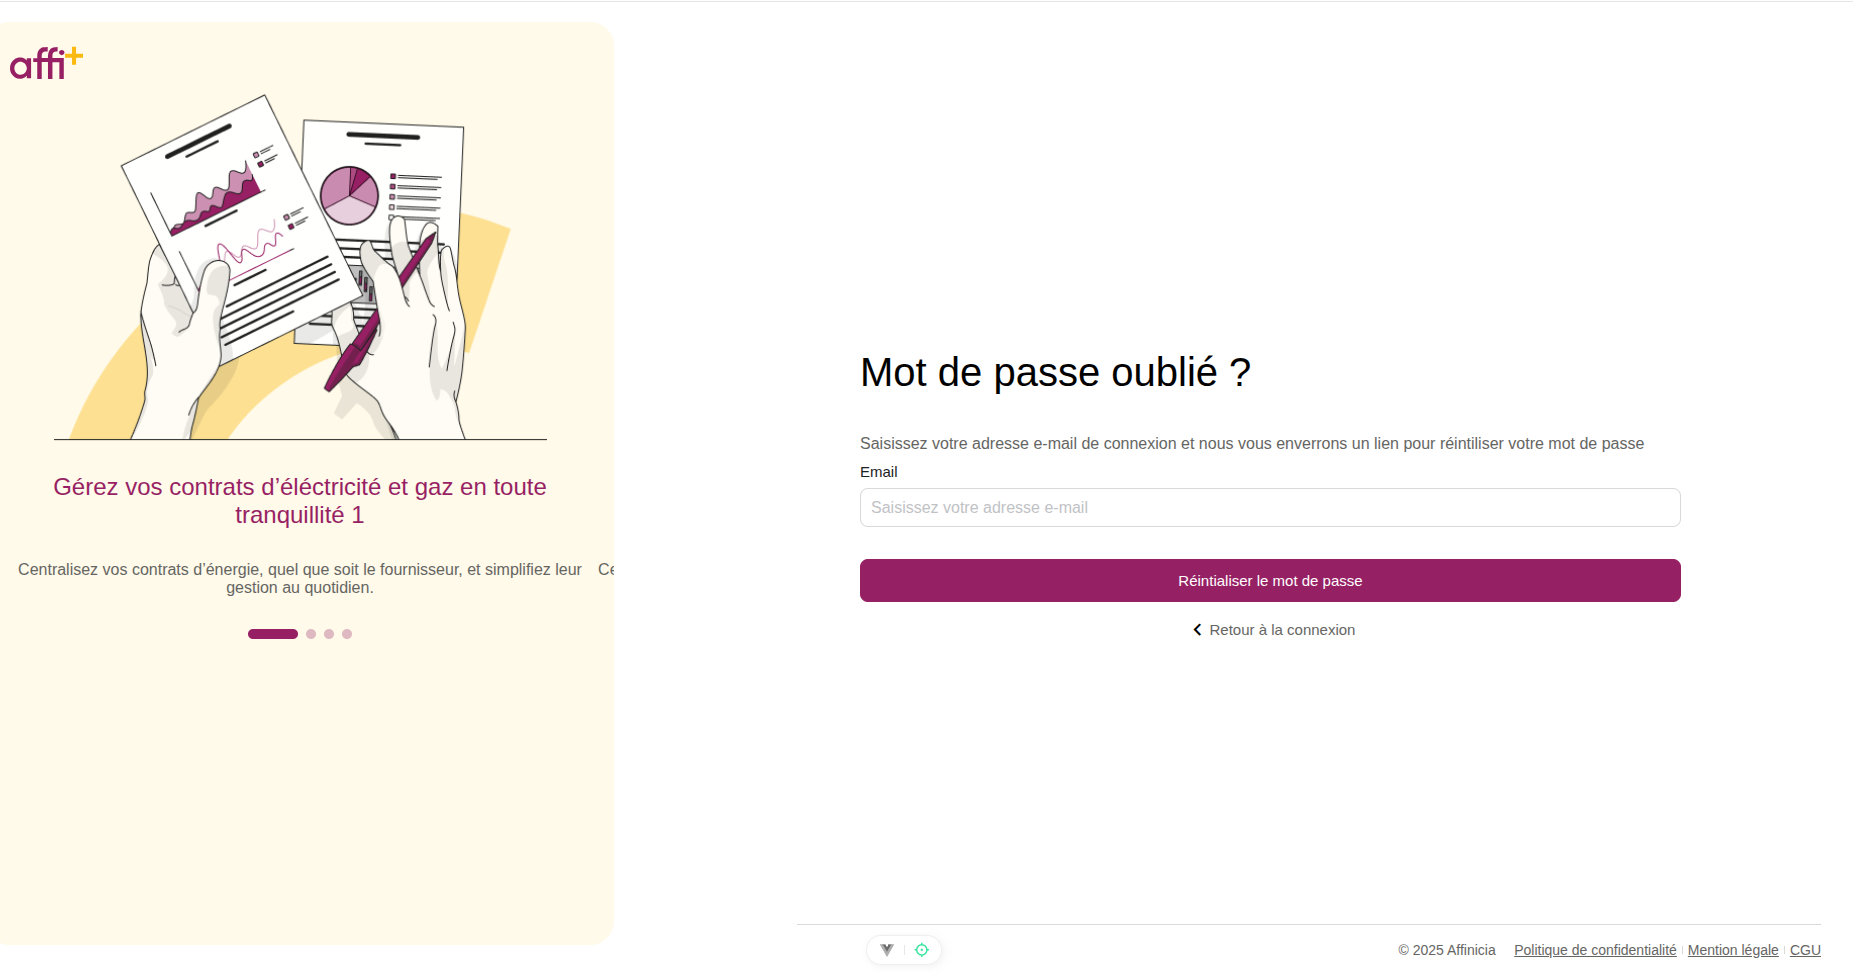 affi+
Gérez vos contrats d’éléctricité et gaz en toute
tranquillité 1
Centralisez vos contrats d’énergie, quel que soit le fournisseur, et simplifiez leur
gestion au quotidien.
Mot de passe oublié ?
Saisissez votre adresse e-mail de connexion et nous vous enverrons un lien pour réintiliser votre mot de passe
Email
Saisissez votre adresse e-mail
Réintialiser le mot de passe
Retour à la connexion
© 2025 Affinicia Politique de confidentialité Mention légale CGU